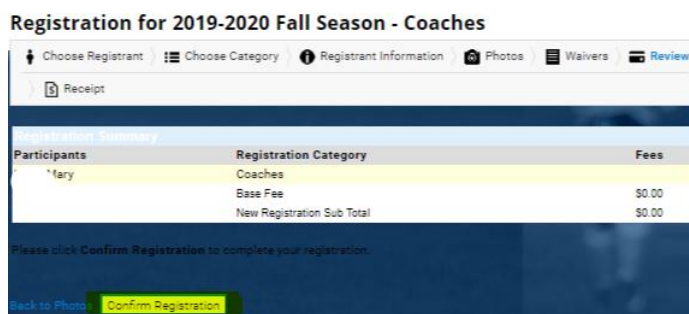 Registration for 2019-2020 Fall Season - Coaches
Choose Registrant Choose Category Registrant Information Photos Waivers Review
Receipt
Registration Summary
Participants Registration Category Fees
Mary Coaches
Base Fee $0.00
New Registration Sub Total $0.00
Please click Confirm Registration to complete your registration.
Back to Photos Confirm Registration